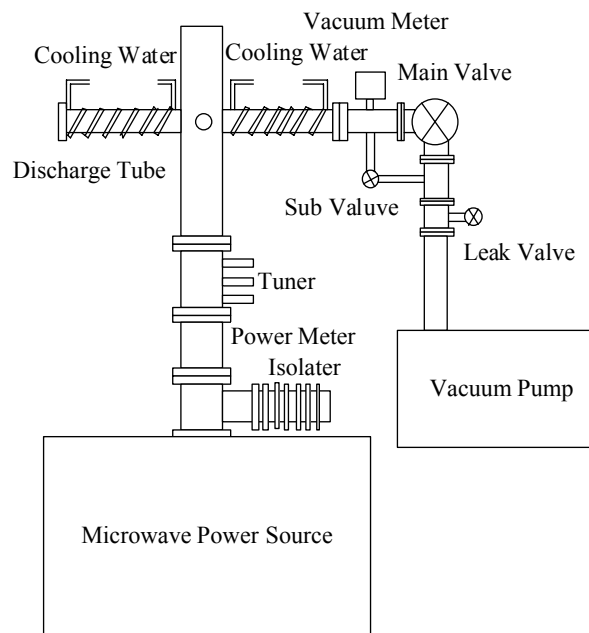 Vacuum Meter
Cooling Water
Cooling Water
Main Valve
Discharge Tube
Sub Valuve
Leak Valve
Tuner
Power Meter
Isolater
Vacuum Pump
Microwave Power Source